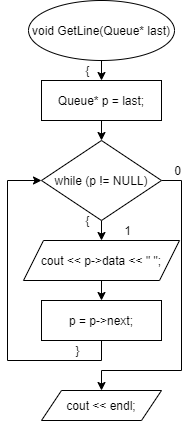 void GetLine(Queue* last)
{
Queue* p = last;
0
while (p != NULL)
{
1
cout << p->data << " ";
p = p->next;
}
cout << endl;